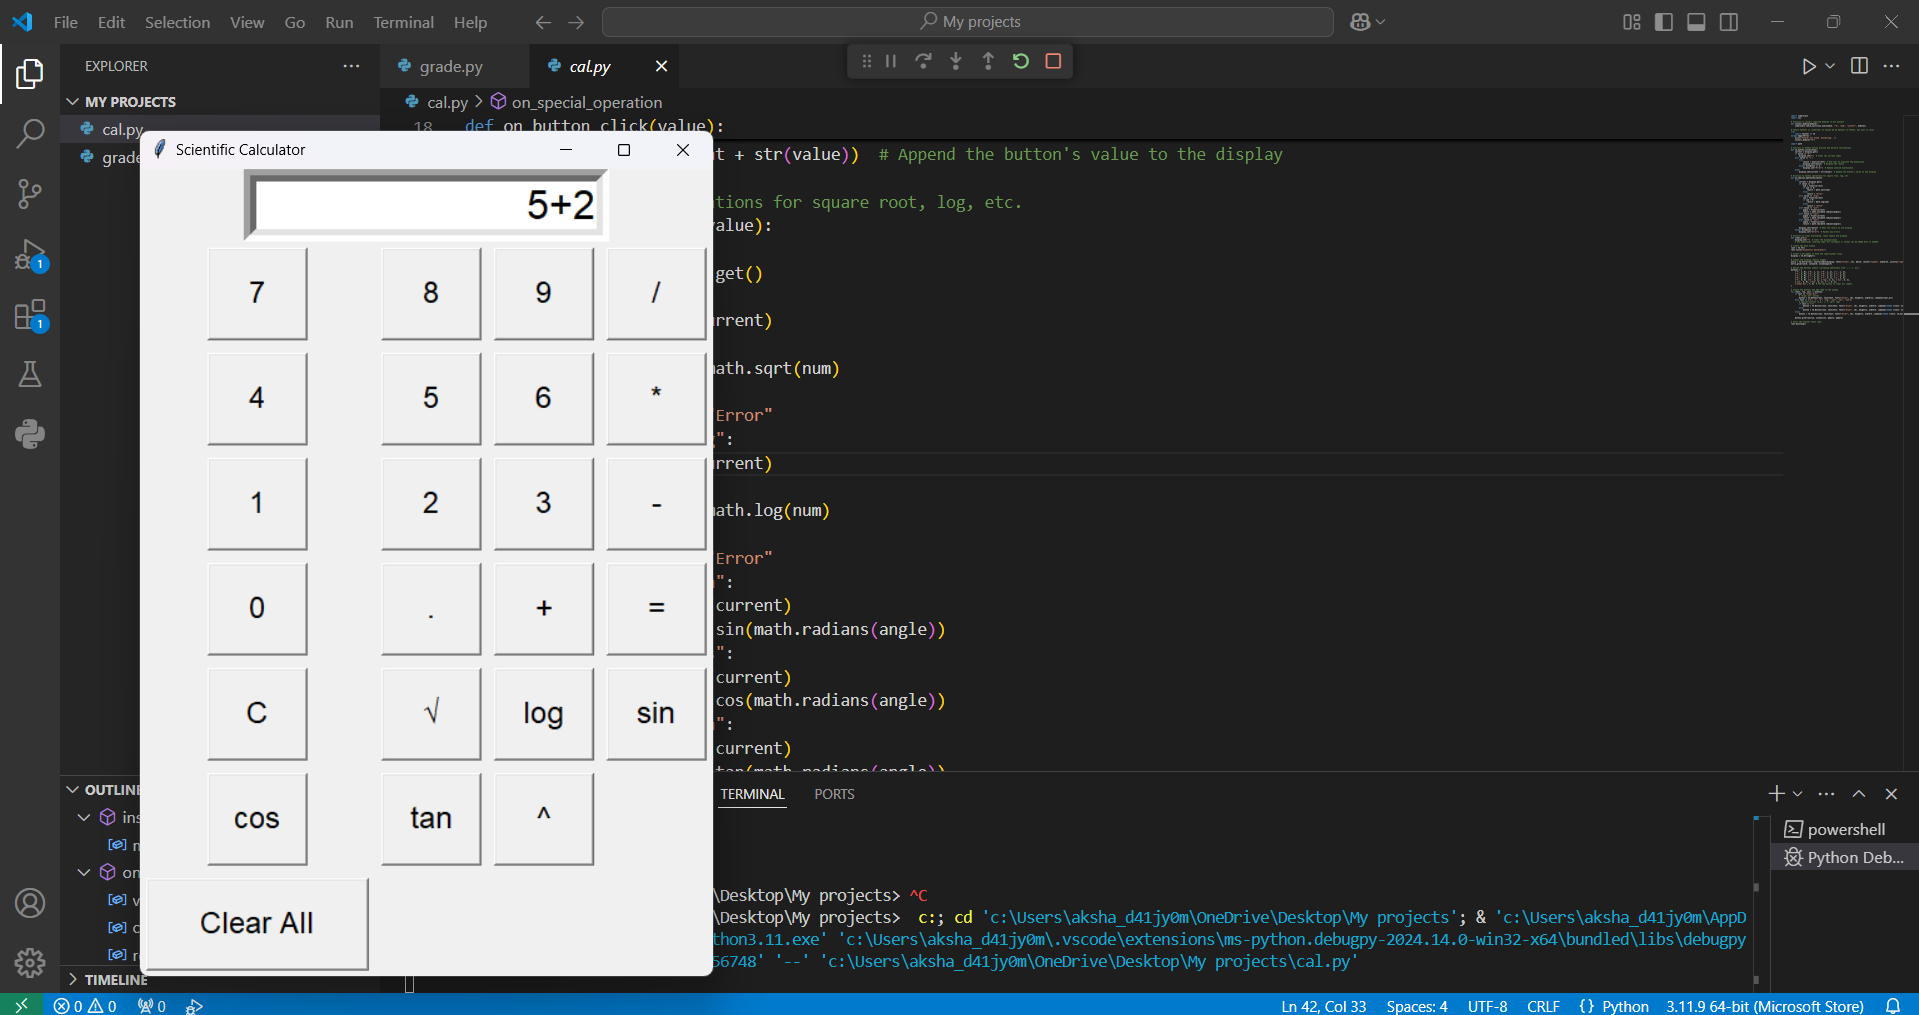 File Edit Selection View Go Run Terminal Help
My projects
EXPLORER
grade.py
cal.py
MY PROJECTS
cal.py > on_special_operation
cal.py
18 def on_button_click(value):
grade
Scientific Calculator
t + str(value)) # Append the button's value to the display
5+2
tions for square root, log, etc.
value):
7 8 9 /
get()
rrent)
4 5 6 *
math.sqrt(num)
Error"
":
rrent)
1 2 3 -
math.log(num)
Error"
":
0 . + =
current)
sin(math.radians(angle))
":
current)
C √ log sin
cos(math.radians(angle))
":
current)
tan(math.radians(angle))
cos tan ^
Clear All
OUTLINE
ins
on
TIMELINE
TERMINAL PORTS
powershell
Python Deb...
\Desktop\My projects> ^C
\Desktop\My projects> c:; cd 'c:\Users\aksha_d41jy0m\OneDrive\Desktop\My projects'; & 'c:\Users\aksha_d41jy0m\AppD
thon3.11.exe' 'c:\Users\aksha_d41jy0m\.vscode\extensions\ms-python.debugpy-2024.14.0-win32-x64\bundled\libs\debugpy
56748' '--' 'c:\Users\aksha_d41jy0m\OneDrive\Desktop\My projects\cal.py'
0 0 0 Ln 42, Col 33 Spaces: 4 UTF-8 CRLF {} Python 3.11.9 64-bit (Microsoft Store)